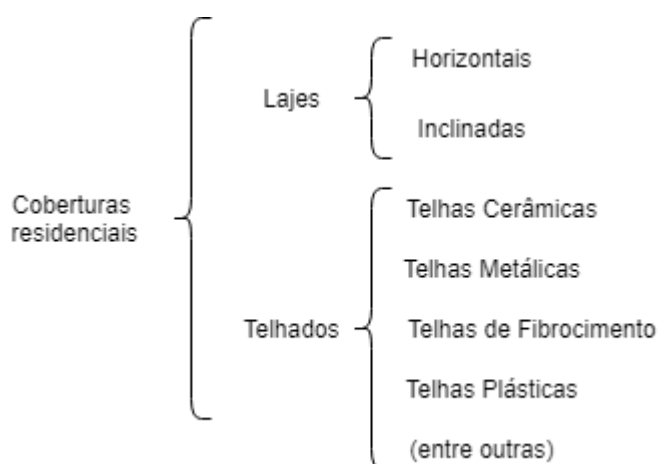 Coberturas
residenciais
Lajes
Horizontais
Inclinadas
Telhados
Telhas Cerâmicas
Telhas Metálicas
Telhas de Fibrocimento
Telhas Plásticas
(entre outras)